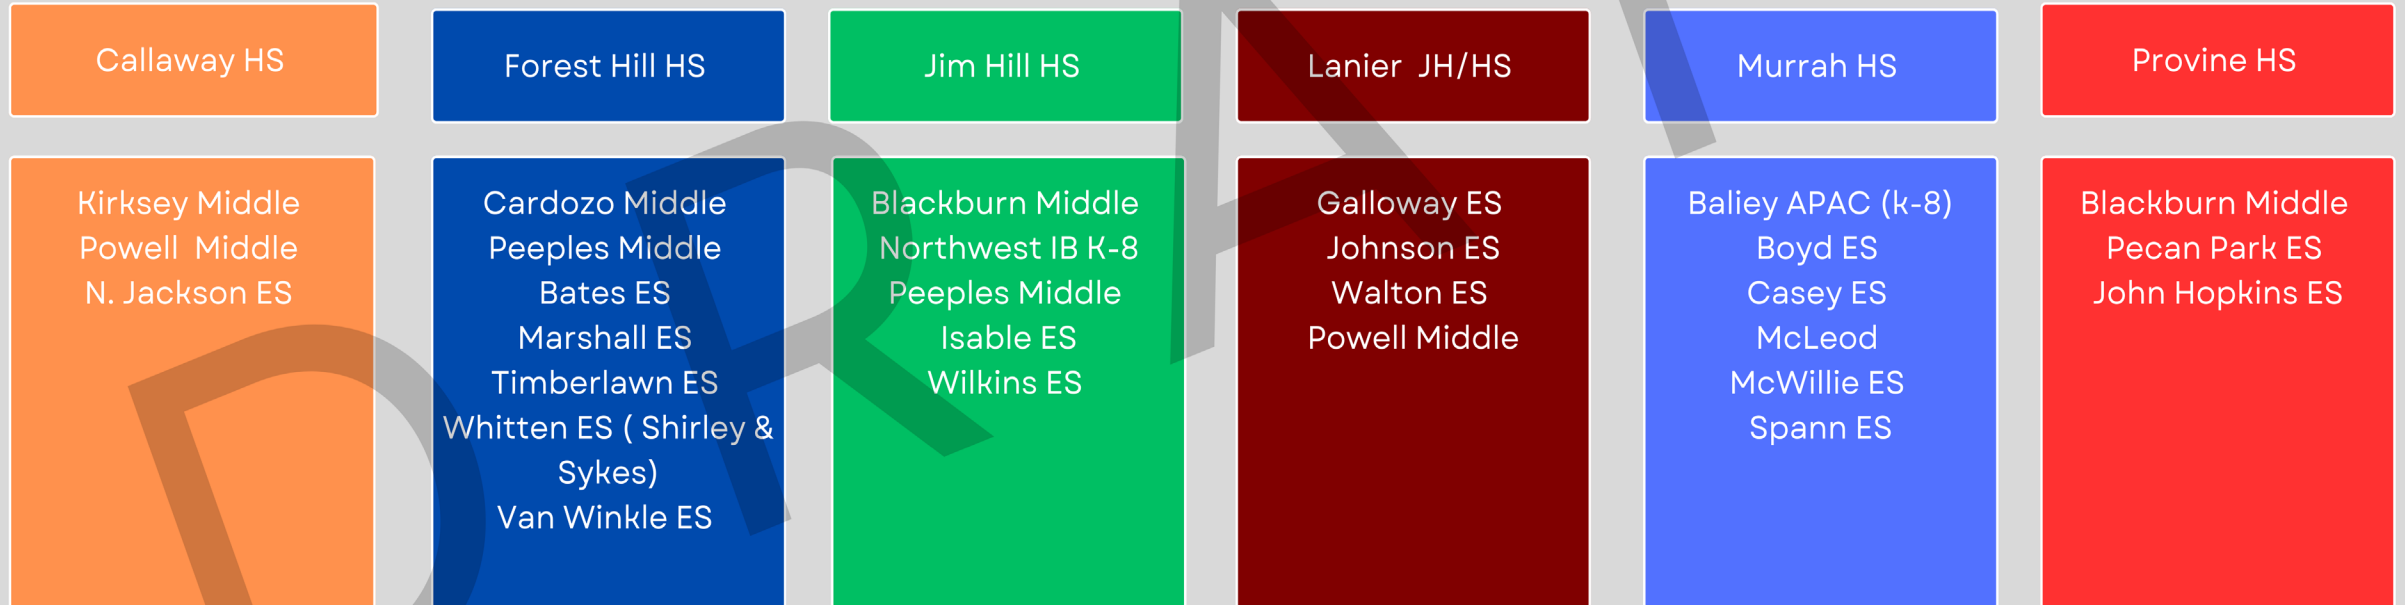 Callaway HS
Forest Hill HS
Jim Hill HS
Lanier JH/HS
Murrah HS
Provine HS
Kirksey Middle
Powell Middle
N. Jackson ES
Cardozo Middle
Peeples Middle
Bates ES
Marshall ES
Timberlawn ES
Whitten ES ( Shirley &
Sykes)
Van Winkle ES
Blackburn Middle
Northwest IB K-8
Peeples Middle
Isable ES
Wilkins ES
Galloway ES
Johnson ES
Walton ES
Powell Middle
Baliey APAC (k-8)
Boyd ES
Casey ES
McLeod
McWillie ES
Spann ES
Blackburn Middle
Pecan Park ES
John Hopkins ES
DRA